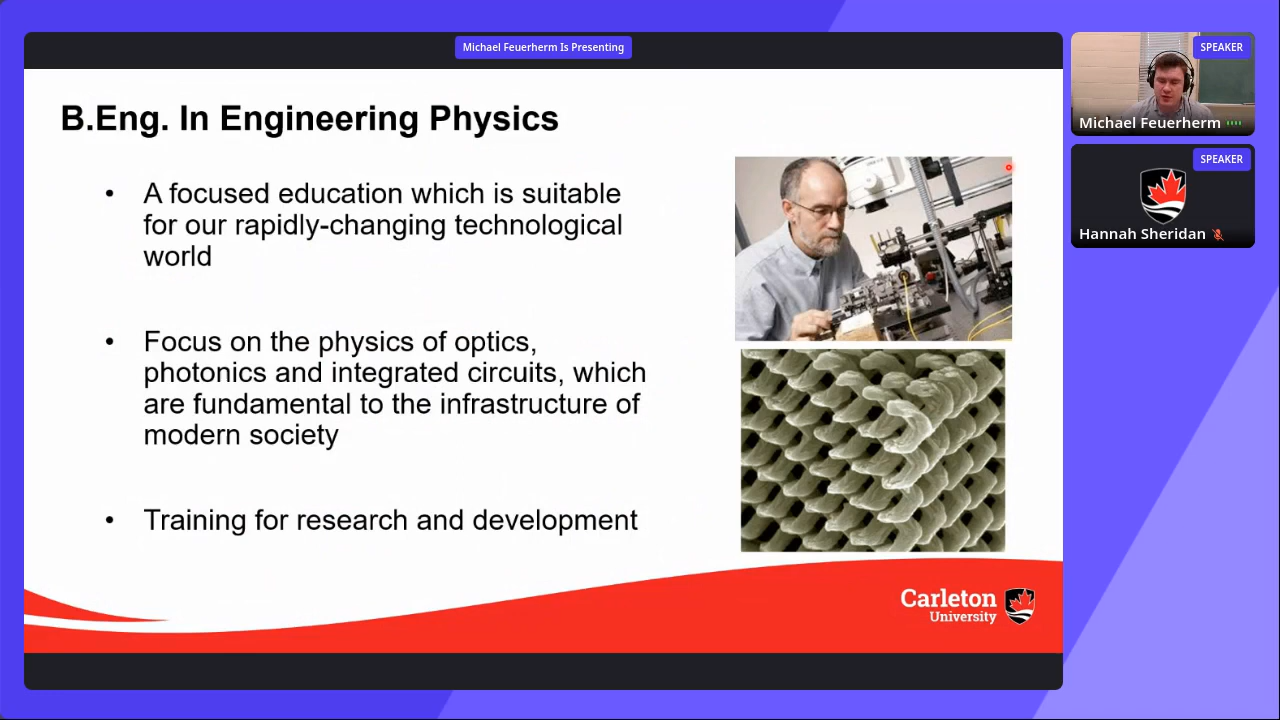 Michael Feuerherm Is Presenting
B.Eng. In Engineering Physics
• A focused education which is suitable
for our rapidly-changing technological
world
• Focus on the physics of optics,
photonics and integrated circuits, which
are fundamental to the infrastructure of
modern society
• Training for research and development
Carleton
University
SPEAKER
Michael Feuerherm
SPEAKER
Hannah Sheridan